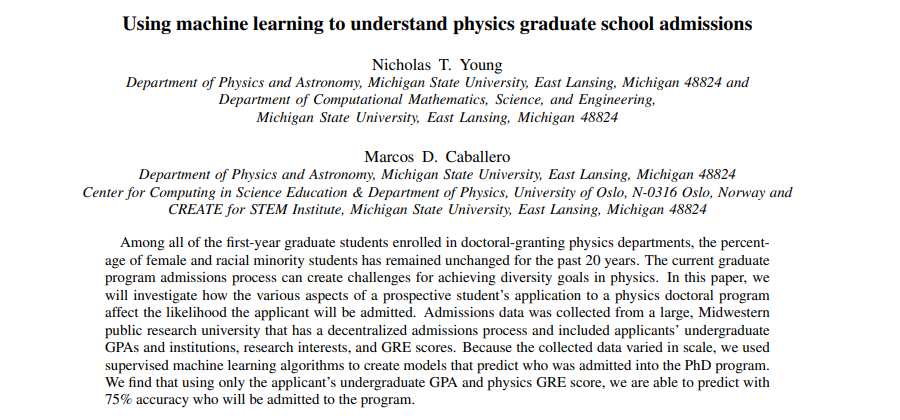 Using machine learning to understand physics graduate school admissions
Nicholas T. Young
Department of Physics and Astronomy, Michigan State University, East Lansing, Michigan 48824 and
Department of Computational Mathematics, Science, and Engineering,
Michigan State University, East Lansing, Michigan 48824
Marcos D. Caballero
Department of Physics and Astronomy, Michigan State University, East Lansing, Michigan 48824
Center for Computing in Science Education & Department of Physics, University of Oslo, N-0316 Oslo, Norway and
CREATE for STEM Institute, Michigan State University, East Lansing, Michigan 48824
Among all of the first-year graduate students enrolled in doctoral-granting physics departments, the percent-
age of female and racial minority students has remained unchanged for the past 20 years. The current graduate
program admissions process can create challenges for achieving diversity goals in physics. In this paper, we
will investigate how the various aspects of a prospective student's application to a physics doctoral program
affect the likelihood the applicant will be admitted. Admissions data was collected from a large, Midwestern
public research university that has a decentralized admissions process and included applicants' undergraduate
GPAs and institutions, research interests, and GRE scores. Because the collected data varied in scale, we used
supervised machine learning algorithms to create models that predict who was admitted into the PhD program.
We find that using only the applicant's undergraduate GPA and physics GRE score, we are able to predict with
75% accuracy who will be admitted to the program.